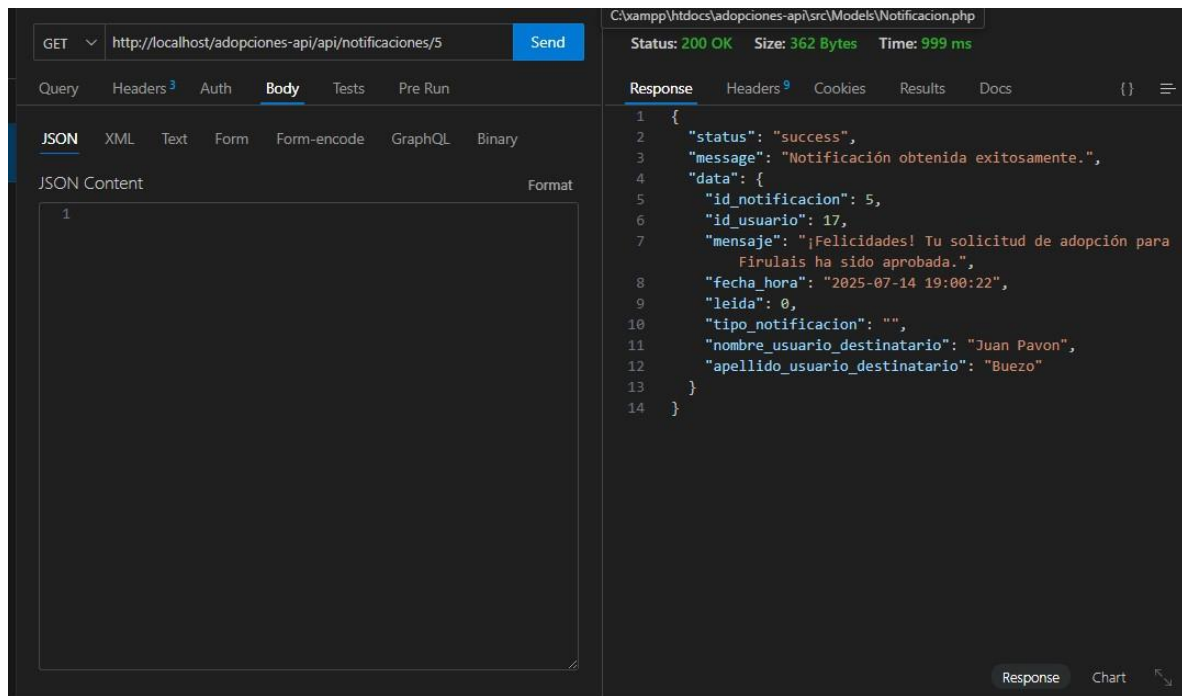 C:\xampp\htdocs\adopciones-api\src\Models\Notificacion.php
GET http://localhost/adopciones-api/api/notificaciones/5 Send
Query Headers 3 Auth Body Tests Pre Run
JSON XML Text Form Form-encode GraphQL Binary
JSON Content Format
1
Status: 200 OK Size: 362 Bytes Time: 999 ms
Response Headers 9 Cookies Results Docs {}
1 {
2 "status": "success",
3 "message": "Notificación obtenida exitosamente.",
4 "data": {
5 "id_notificacion": 5,
6 "id_usuario": 17,
7 "mensaje": "¡Felicidades! Tu solicitud de adopción para
Firulais ha sido aprobada.",
8 "fecha_hora": "2025-07-14 19:00:22",
9 "leida": 0,
10 "tipo_notificacion": "",
11 "nombre_usuario_destinatario": "Juan Pavon",
12 "apellido_usuario_destinatario": "Buezo"
13 }
14 }
Response Chart